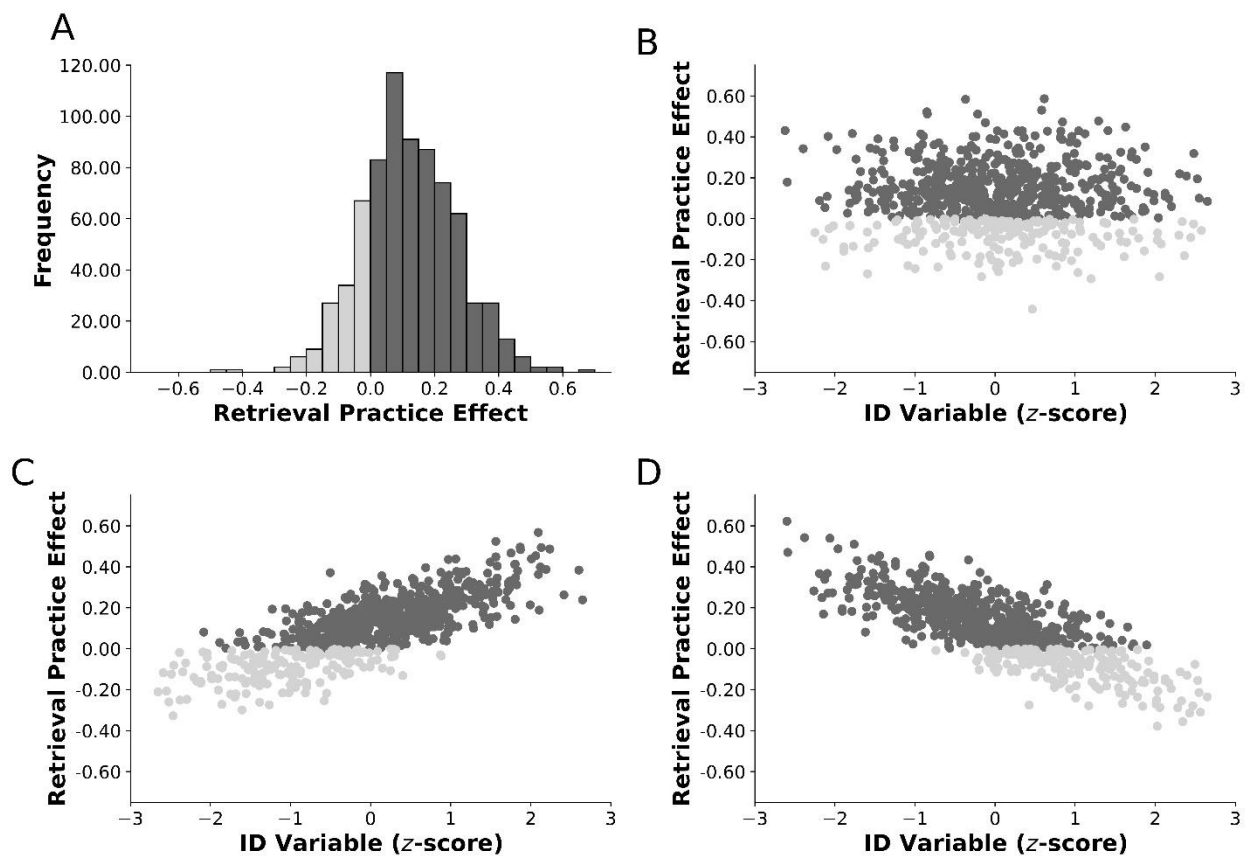 A
120.00
100.00
80.00
60.00
40.00
20.00
0.00
Frequency
−0.6 −0.4 −0.2 0.0 0.2 0.4 0.6
Retrieval Practice Effect
B
0.60
0.40
0.20
0.00
-0.20
-0.40
-0.60
Retrieval Practice Effect
−3 −2 −1 0 1 2 3
ID Variable (z-score)
C
0.60
0.40
0.20
0.00
-0.20
-0.40
-0.60
Retrieval Practice Effect
−3 −2 −1 0 1 2 3
ID Variable (z-score)
D
0.60
0.40
0.20
0.00
-0.20
-0.40
-0.60
Retrieval Practice Effect
−3 −2 −1 0 1 2 3
ID Variable (z-score)